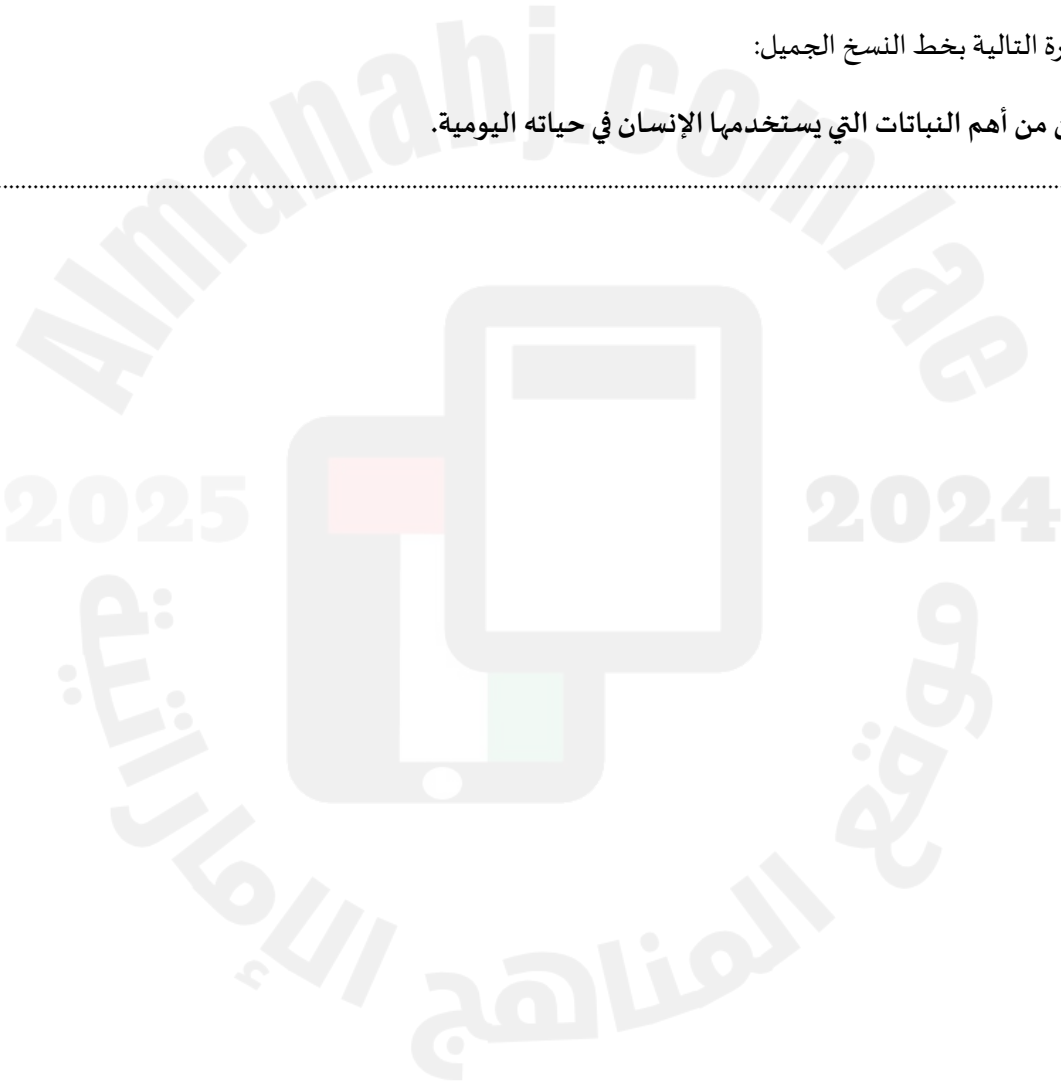 التالية بخط النسخ الجميل:
من أهم النباتات التي يستخدمها الإنسان في حياته اليومية.
Almanahj.com/ae
2025
2024
موقع المناهج الإماراتية